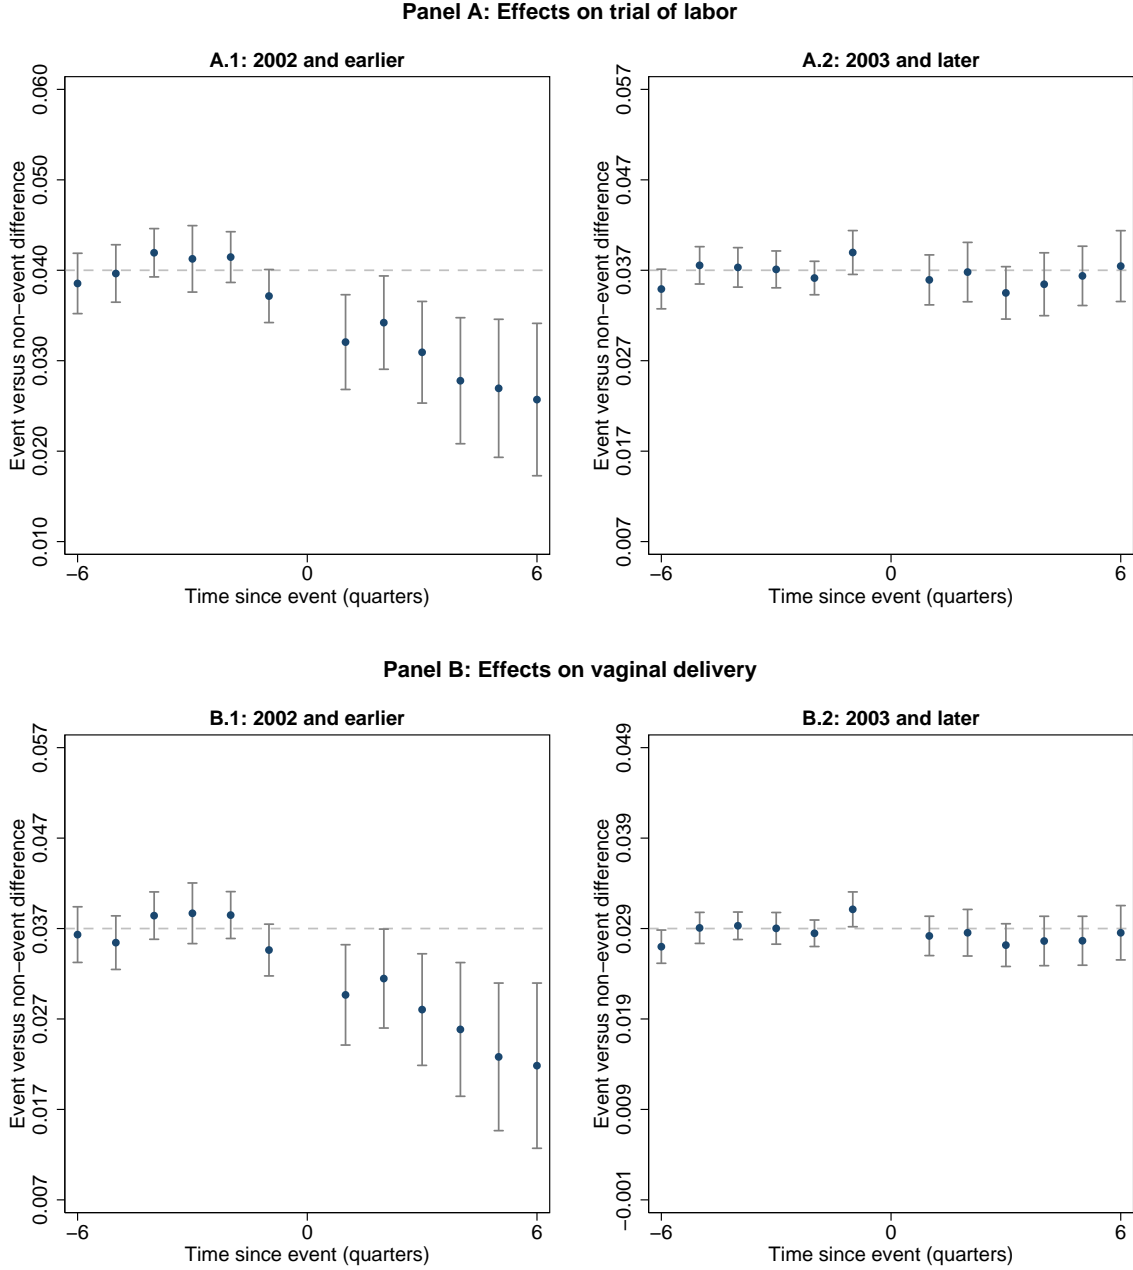 Panel A: Effects on trial of labor
A.1: 2002 and earlier
Event versus non−event difference
0.060
0.050
0.040
0.030
0.020
0.010
−6
0
6
Time since event (quarters)
A.2: 2003 and later
Event versus non−event difference
0.057
0.047
0.037
0.027
0.017
0.007
−6
0
6
Time since event (quarters)
Panel B: Effects on vaginal delivery
B.1: 2002 and earlier
Event versus non−event difference
0.057
0.047
0.037
0.027
0.017
0.007
−6
0
6
Time since event (quarters)
B.2: 2003 and later
Event versus non−event difference
0.049
0.039
0.029
0.019
0.009
−0.001
−6
0
6
Time since event (quarters)